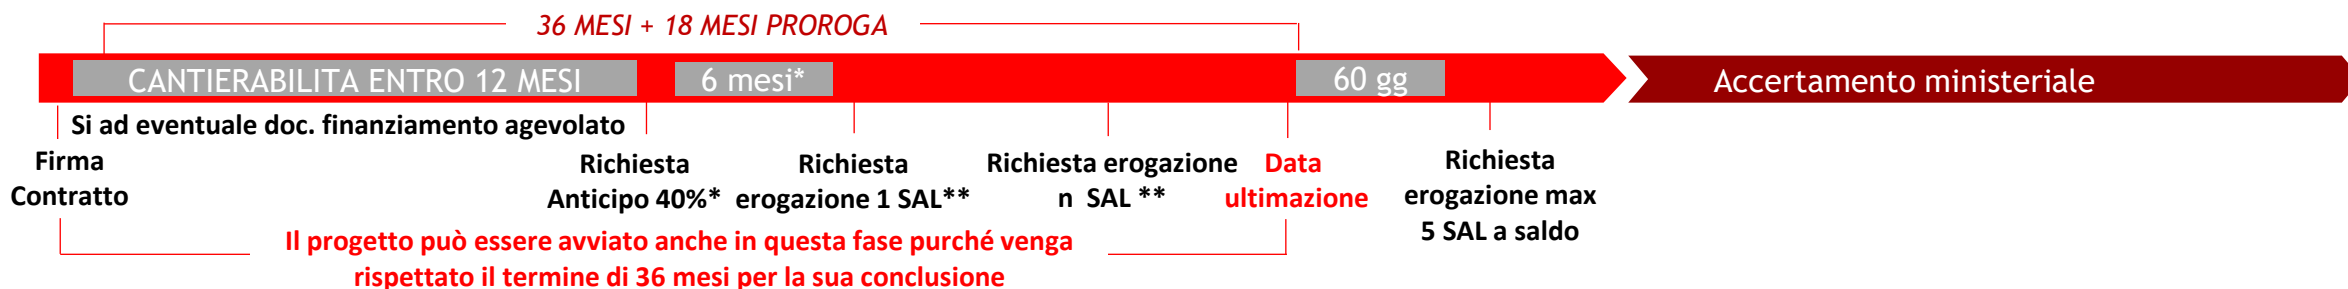 36 MESI + 18 MESI PROROGA
CANTIERABILITA ENTRO 12 MESI
6 mesi*
60 gg
Accertamento ministeriale
Si ad eventuale doc. finanziamento agevolato
Firma
Contratto
Richiesta
Anticipo 40%*
Richiesta
erogazione 1 SAL**
Richiesta erogazione
n SAL **
Data
ultimazione
Richiesta
erogazione max
5 SAL a saldo
Il progetto può essere avviato anche in questa fase purché venga
rispettato il termine di 36 mesi per la sua conclusione